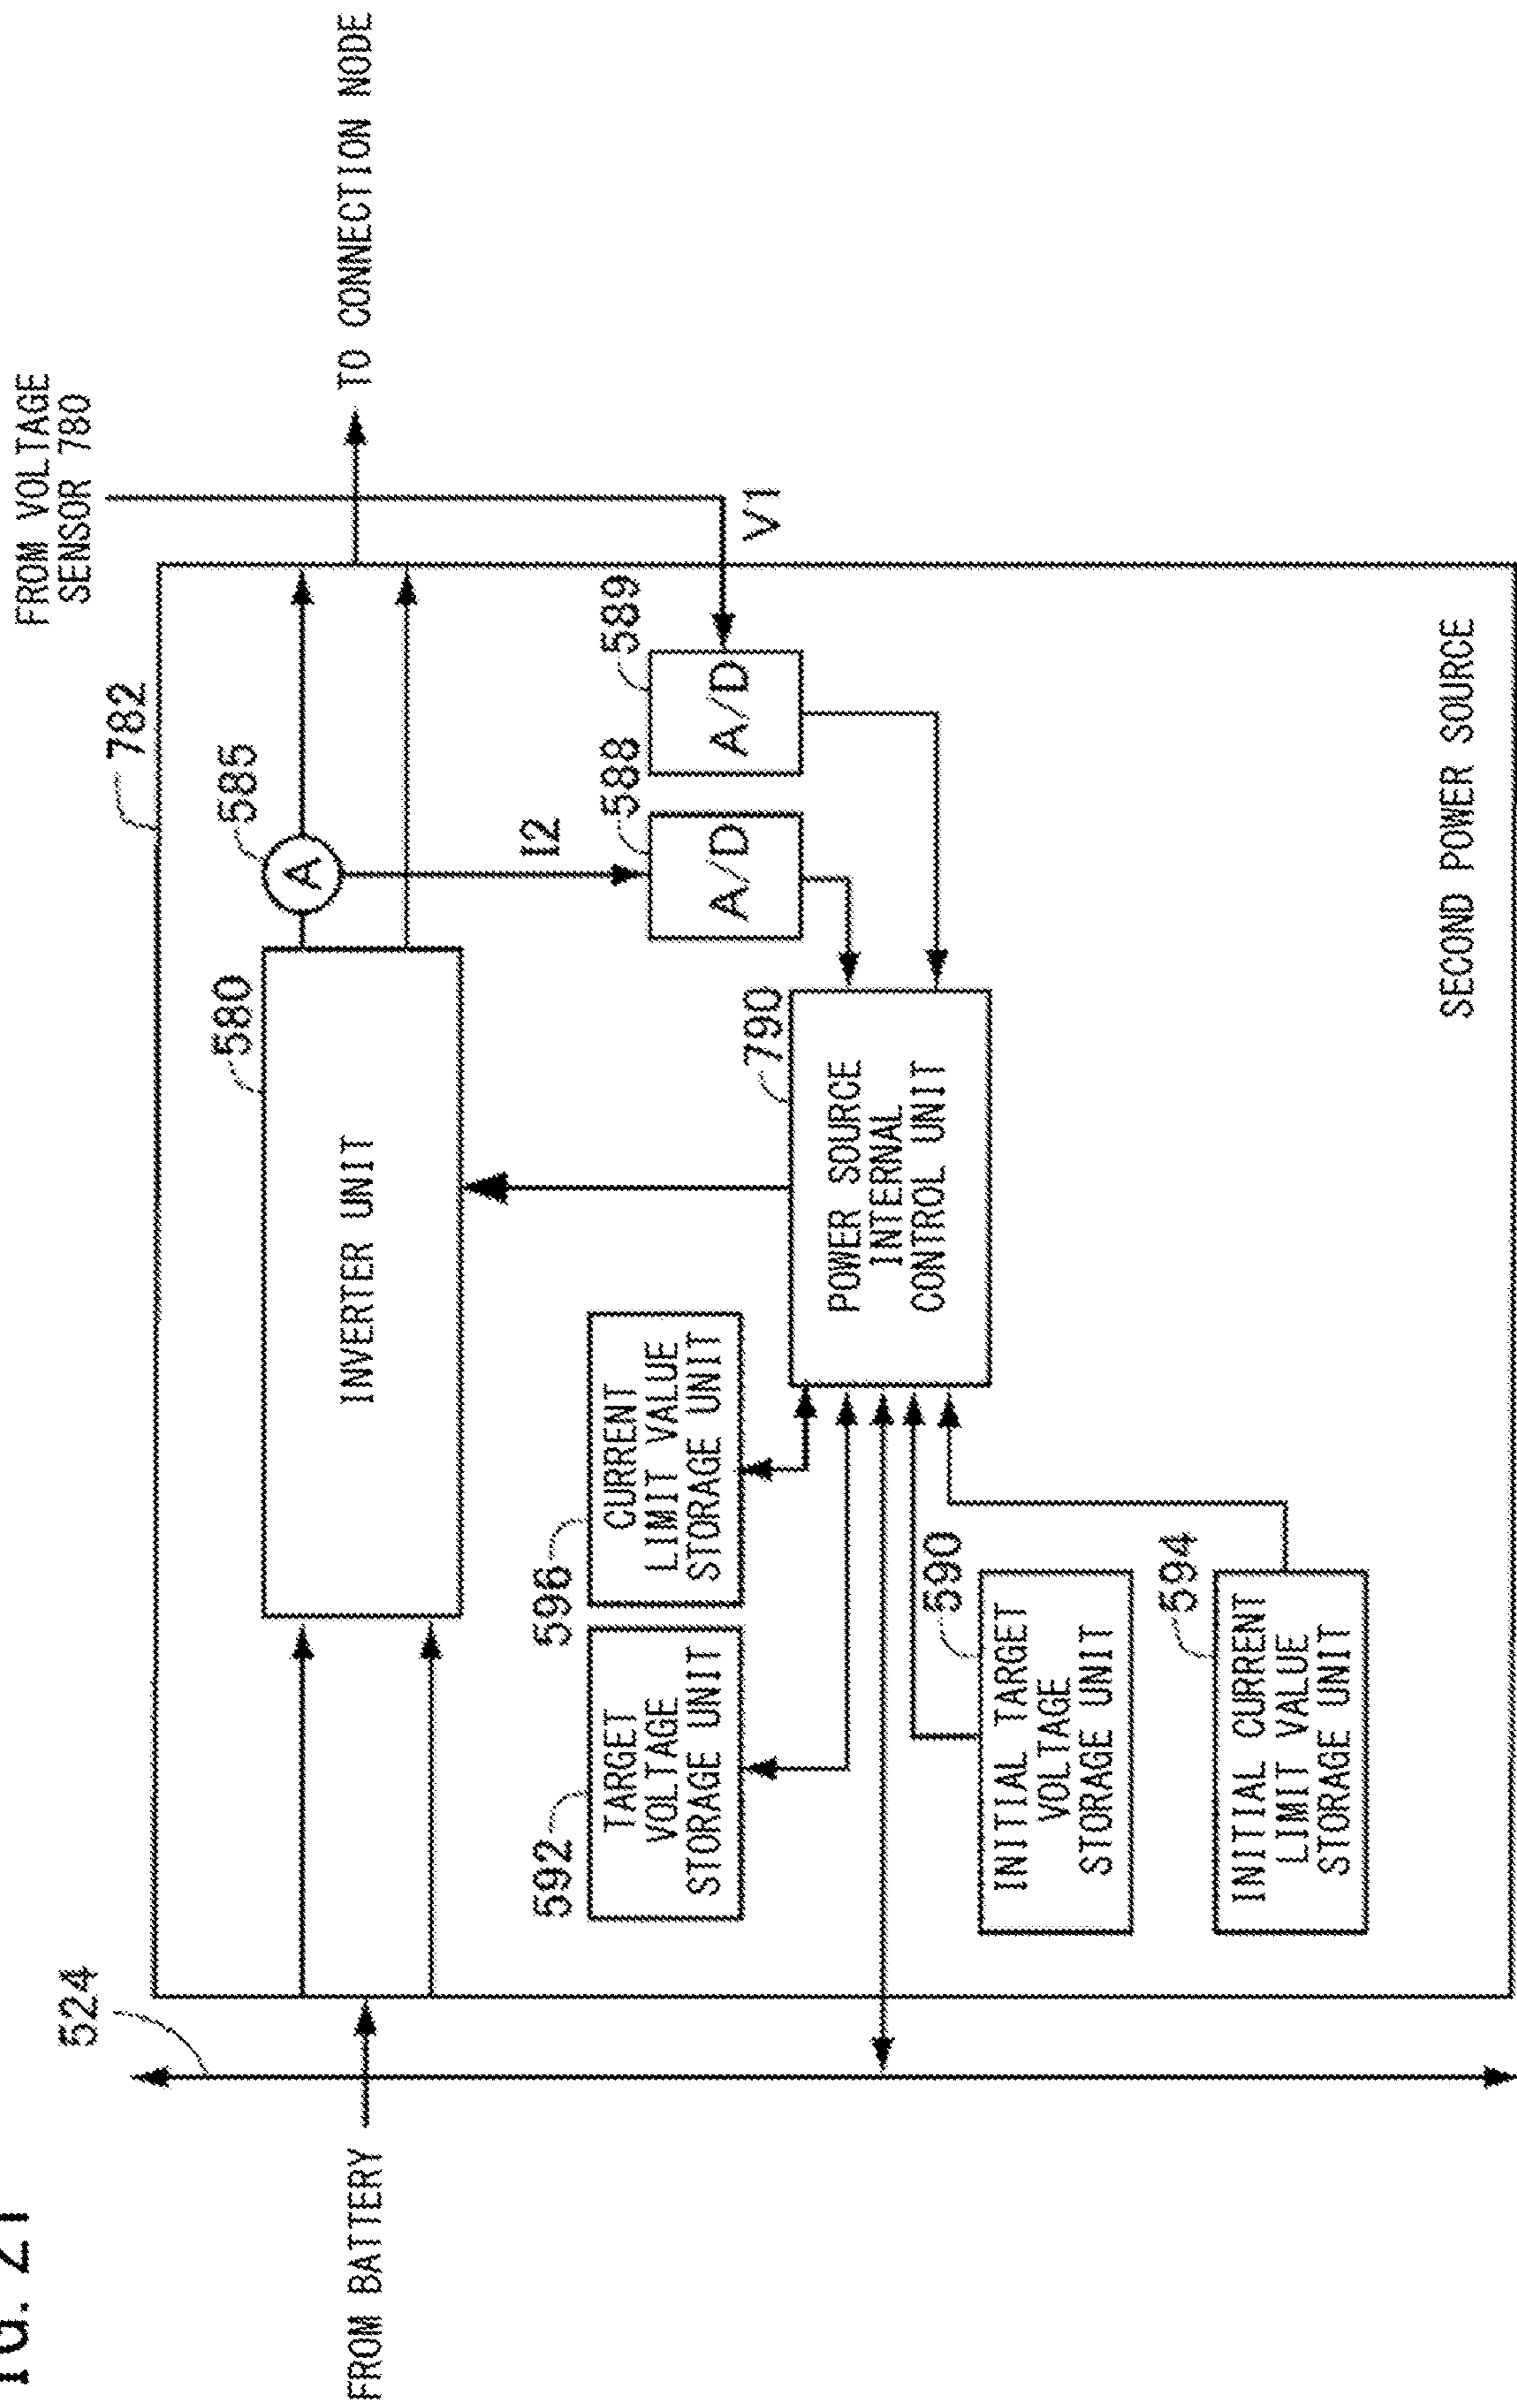 FROM VOLTAGE
SENSOR 780
782
TO CONNECTION NODE
524
FROM BATTERY
580
INVERTER UNIT
585
A
I2
588
A/D
589
A/D
V1
596
CURRENT
LIMIT VALUE
STORAGE UNIT
592
TARGET
VOLTAGE
STORAGE UNIT
790
POWER SOURCE
INTERNAL
CONTROL UNIT
590
INITIAL TARGET
VOLTAGE
STORAGE UNIT
594
INITIAL CURRENT
LIMIT VALUE
STORAGE UNIT
SECOND POWER SOURCE